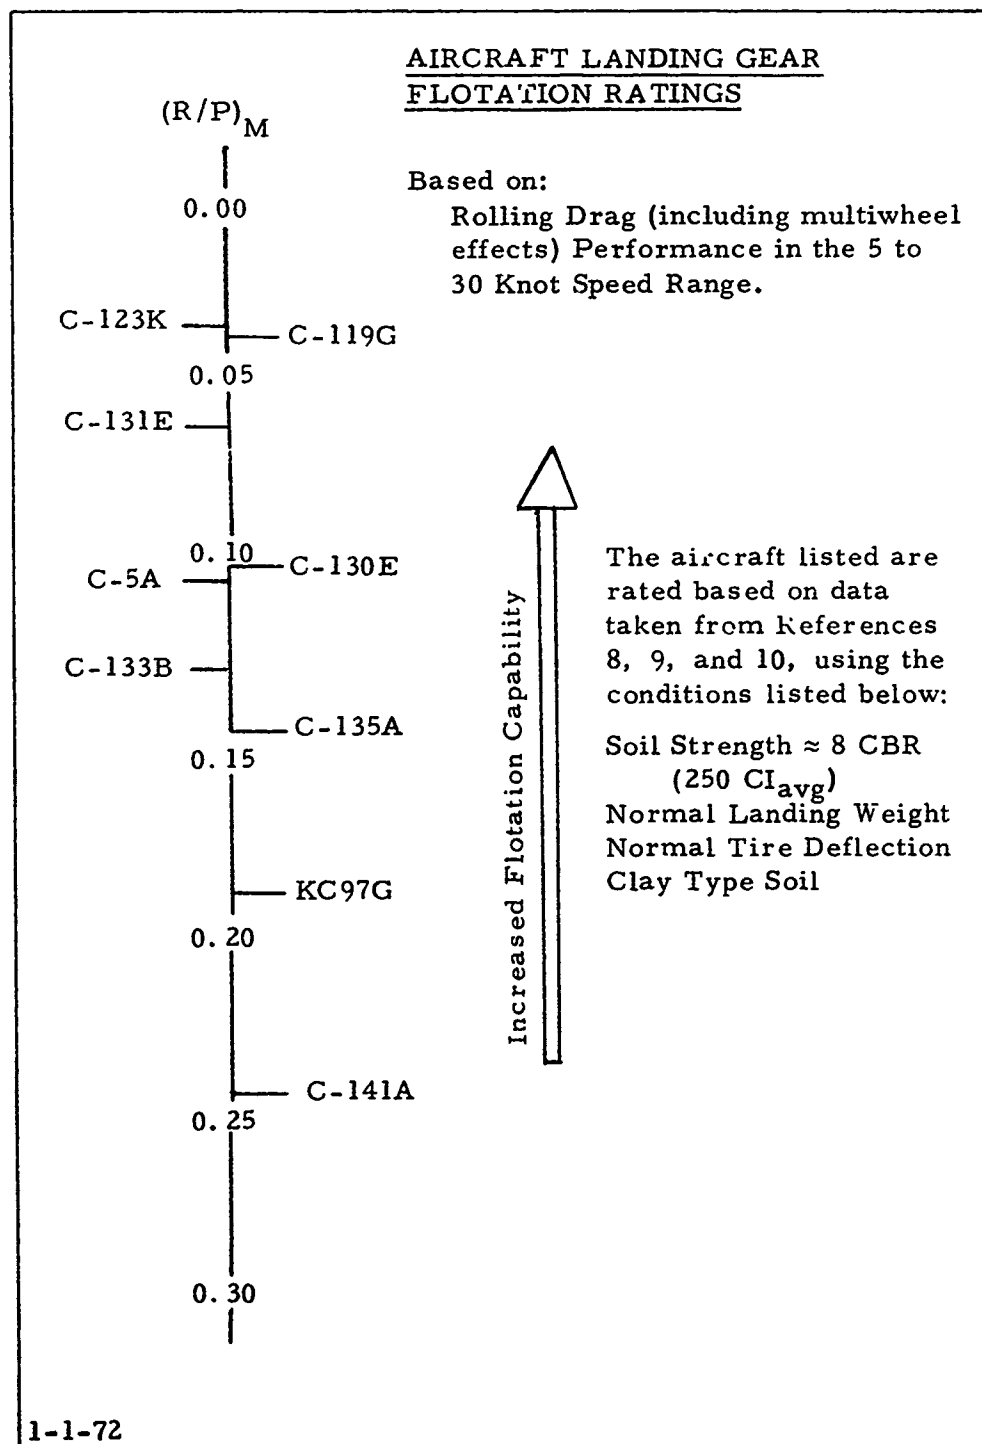 AIRCRAFT LANDING GEAR
FLOTATION RATINGS
(R/P)M
Based on:
Rolling Drag (including multiwheel
effects) Performance in the 5 to
30 Knot Speed Range.
0.00
C-123K
C-119G
0.05
C-131E
0.10
C-130E
C-5A
C-133B
C-135A
0.15
KC97G
0.20
C-141A
0.25
0.30
Increased Flotation Capability
The aircraft listed are
rated based on data
taken from References
8, 9, and 10, using the
conditions listed below:
Soil Strength ≈ 8 CBR
(250 CIavg)
Normal Landing Weight
Normal Tire Deflection
Clay Type Soil
1-1-72